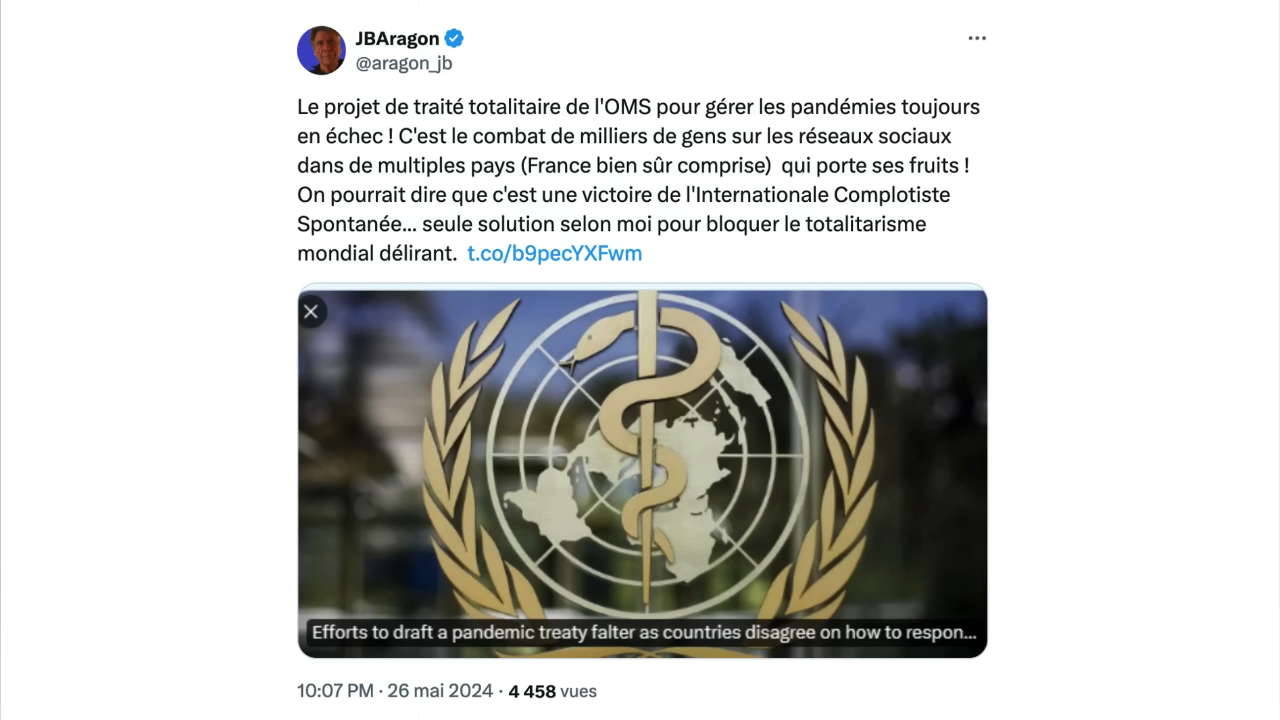 JBAragon
@aragon_jb
Le projet de traité totalitaire de l'OMS pour gérer les pandémies toujours
en échec ! C'est le combat de milliers de gens sur les réseaux sociaux
dans de multiples pays (France bien sûr comprise)  qui porte ses fruits !
On pourrait dire que c'est une victoire de l'Internationale Complotiste
Spontanée... seule solution selon moi pour bloquer le totalitarisme
mondial délirant.  t.co/b9pecYXFwm
Efforts to draft a pandemic treaty falter as countries disagree on how to respon...
10:07 PM · 26 mai 2024 · 4 458 vues